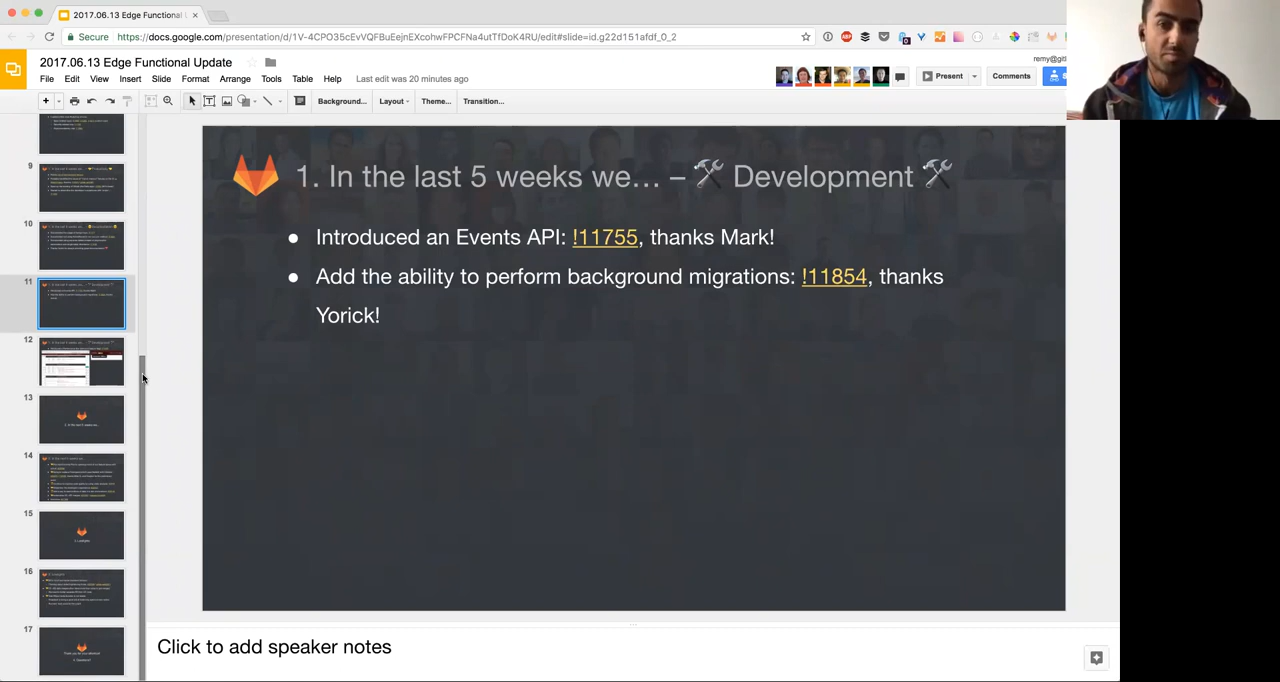 2017.06.13 Edge Functional U
Secure https://docs.google.com/presentation/d/1V-4CPO35cEvVQFBuEejnEXcohwFPCFNa4utTfDoK4RU/edit#slide=id.g22d151afdf_0_2
2017.06.13 Edge Functional Update
remy@gitl
File Edit View Insert Slide Format Arrange Tools Table Help Last edit was 20 minutes ago
Present Comments
Background... Layout Theme... Transition...
1. In the last 5 weeks we... – 🛠 Development 🛠
● Introduced an Events API: !11755, thanks Mark!
● Add the ability to perform background migrations: !11854, thanks
Yorick!
9
10
11
12
13
14
15
16
17
Click to add speaker notes